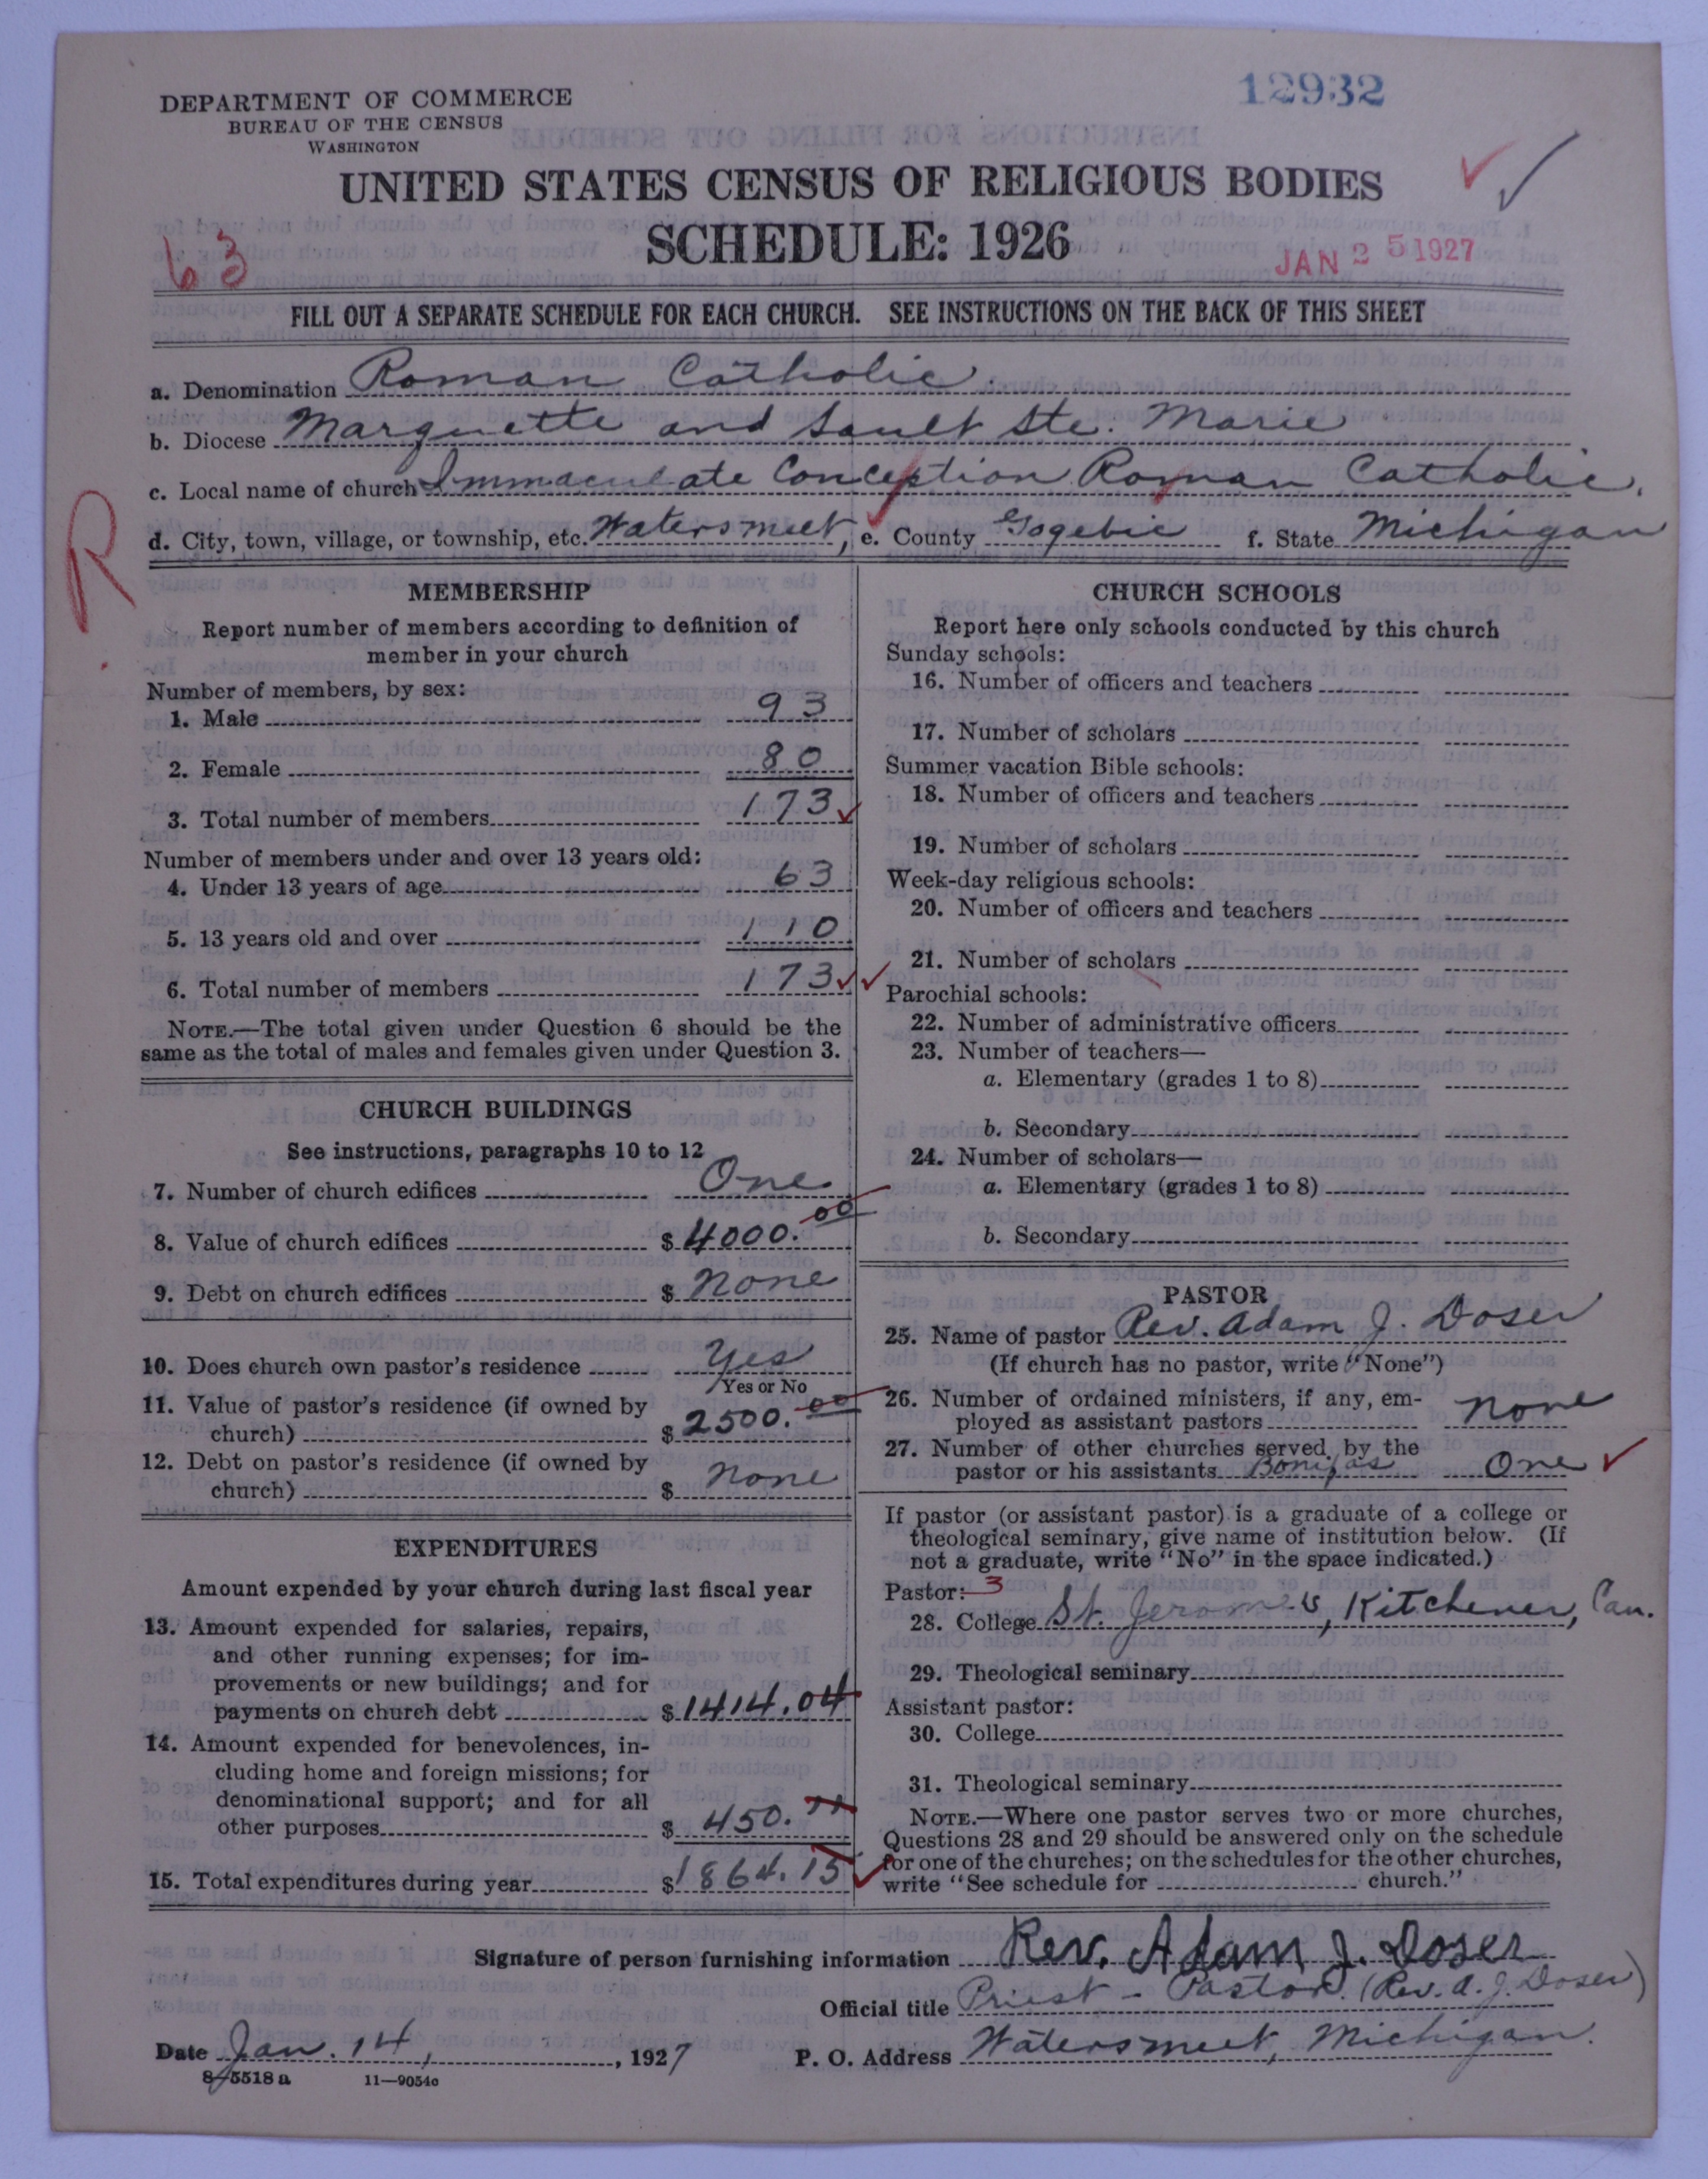 12932
DEPARTMENT OF COMMERCE
BUREAU OF THE CENSUS
WASHINGTON
UNITED STATES CENSUS OF RELIGIOUS BODIES
SCHEDULE: 1926
63
JAN 25 1927
FILL OUT A SEPARATE SCHEDULE FOR EACH CHURCH. SEE INSTRUCTIONS ON THE BACK OF THIS SHEET
a. Denomination Roman Catholic.
b. Diocese Marquette and Sault Ste. Marie
c. Local name of church Immaculate Conception Roman Catholic.
d. City, town, village, or township, etc. Watersmeet, e. County Gogebic f. State Michigan
R
MEMBERSHIP
Report number of members according to definition of
member in your church
Number of members, by sex:
1. Male 93
2. Female 80
3. Total number of members 173
Number of members under and over 13 years old:
4. Under 13 years of age 63
5. 13 years old and over 110
6. Total number of members 173
NOTE.—The total given under Question 6 should be the
same as the total of males and females given under Question 3.
CHURCH BUILDINGS
See instructions, paragraphs 10 to 12
7. Number of church edifices One
8. Value of church edifices $ 4000.00
9. Debt on church edifices $ None
10. Does church own pastor's residence Yes
Yes or No
11. Value of pastor's residence (if owned by
church) $ 2500.00
12. Debt on pastor's residence (if owned by
church) $ None
EXPENDITURES
Amount expended by your church during last fiscal year
13. Amount expended for salaries, repairs,
and other running expenses; for im-
provements or new buildings; and for
payments on church debt $ 1414.04
14. Amount expended for benevolences, in-
cluding home and foreign missions; for
denominational support; and for all
other purposes $ 450.11
15. Total expenditures during year $ 1864.15
CHURCH SCHOOLS
Report here only schools conducted by this church
Sunday schools:
16. Number of officers and teachers
17. Number of scholars
Summer vacation Bible schools:
18. Number of officers and teachers
19. Number of scholars
Week-day religious schools:
20. Number of officers and teachers
21. Number of scholars
Parochial schools:
22. Number of administrative officers
23. Number of teachers—
a. Elementary (grades 1 to 8)
b. Secondary
24. Number of scholars—
a. Elementary (grades 1 to 8)
b. Secondary
PASTOR
25. Name of pastor Rev. Adam J. Doser
(If church has no pastor, write "None")
26. Number of ordained ministers, if any, em-
ployed as assistant pastors None
27. Number of other churches served by the
pastor or his assistants Bonifas One
If pastor (or assistant pastor) is a graduate of a college or
theological seminary, give name of institution below. (If
not a graduate, write "No" in the space indicated.)
Pastor: 3
28. College St. Jerome's, Kitchener, Can.
29. Theological seminary
Assistant pastor:
30. College
31. Theological seminary
NOTE.—Where one pastor serves two or more churches,
Questions 28 and 29 should be answered only on the schedule
for one of the churches; on the schedules for the other churches,
write "See schedule for church."
Signature of person furnishing information Rev. Adam J. Doser
Official title Priest - Pastor. (Rev. A. J. Doser)
Date Jan. 14, 1927 P. O. Address Watersmeet, Michigan.
8-5518a 11—9054c